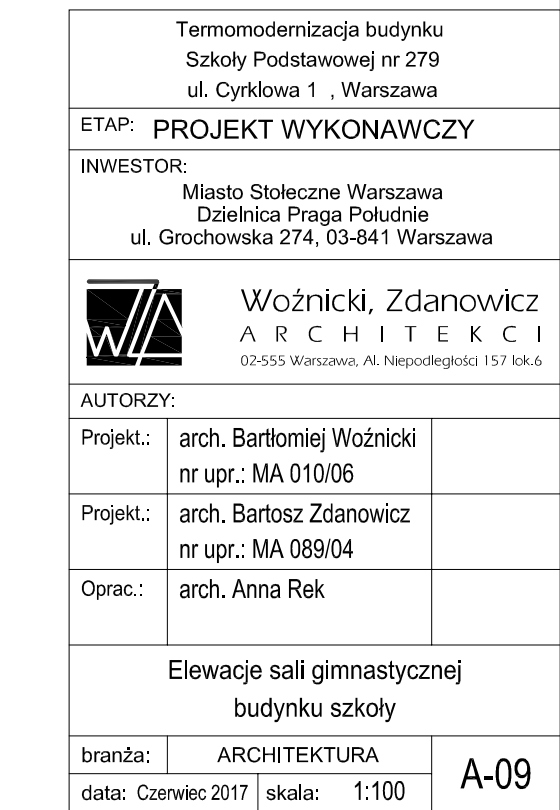 Termomodernizacja budynku
Szkoły Podstawowej nr 279
ul. Cyrklowa 1 , Warszawa
ETAP: PROJEKT WYKONAWCZY
INWESTOR:
Miasto Stołeczne Warszawa
Dzielnica Praga Południe
ul. Grochowska 274, 03-841 Warszawa
WZA
Woźnicki, Zdanowicz
ARCHITEKCI
02-555 Warszawa, Al. Niepodległości 157 lok.6
AUTORZY:
Projekt.: arch. Bartłomiej Woźnicki
nr upr.: MA 010/06
Projekt.: arch. Bartosz Zdanowicz
nr upr.: MA 089/04
Oprac.: arch. Anna Rek
Elewacje sali gimnastycznej
budynku szkoły
branża: ARCHITEKTURA
data: Czerwiec 2017 skala: 1:100
A-09